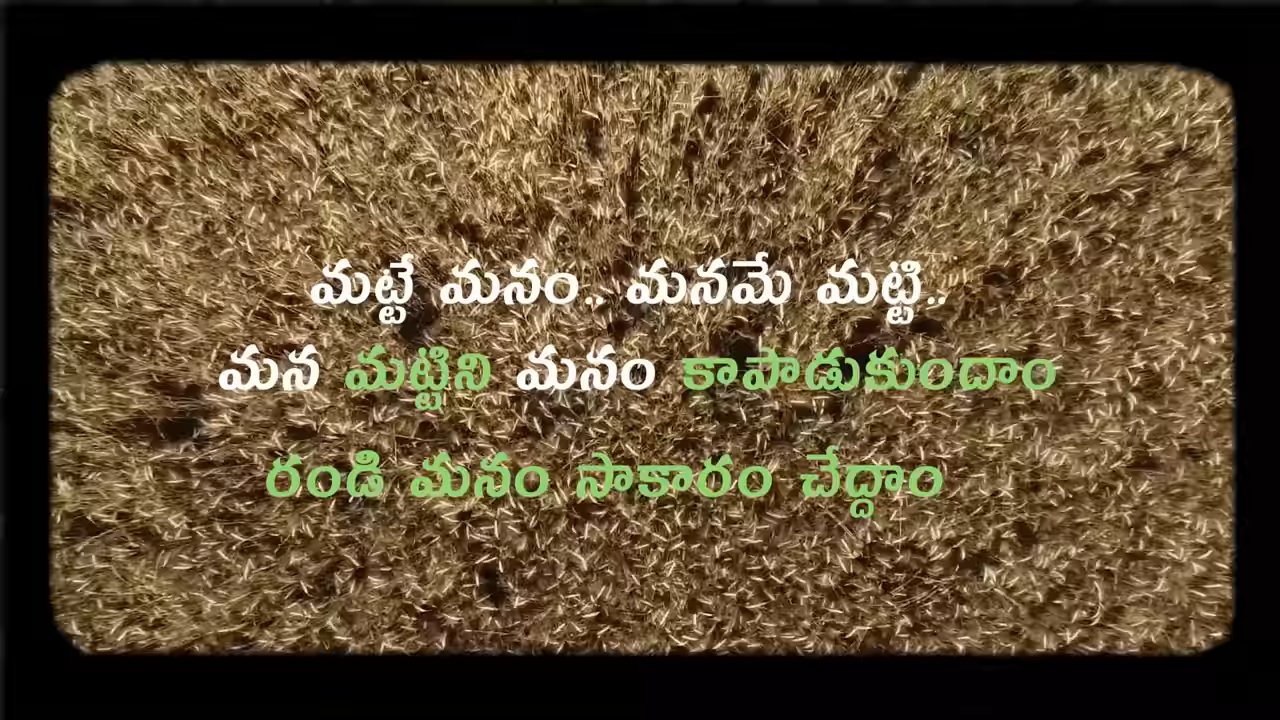 మట్టే మనం.. మనమే మట్టి..
మన మట్టిని మనం కాపాడుకుందాం
రండి మనం సాకారం చేద్దాం